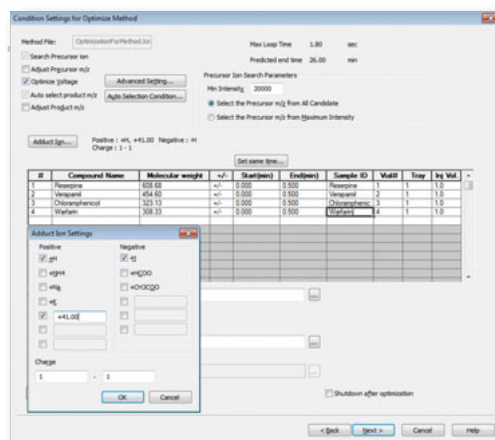 Condition Settings for Optimize Method
Method File: OptimizationForMethod.lcm
Max Loop Time 1.80 sec
Predicted end time 26.00 min
Search Precursor ion
Adjust Precursor m/z
Optimize Voltage
Advanced Setting...
Auto select product m/z
Auto Selection Condition...
Adjust Product m/z
Precursor Ion Search Parameters
Min Intensity 20000
Select the Precursor m/z from All Candidate
Select the Precursor m/z from Maximum Intensity
Adduct Ion...
Positive : +H, +41.00 Negative : -H
Charge : 1 - 1
Set same time...
# Compound Name Molecular weight +/- Start(min) End(min) Sample ID Vial# Tray Inj Vol.
1 Reserpine 608.68 +/- 0.000 0.500 Reserpine 1 1 1.0
2 Verapamil 454.60 +/- 0.000 0.500 Verapamil 2 1 1.0
3 Chloramphenicol 323.13 +/- 0.000 0.500 Chloramphenic 3 1 1.0
4 Warfarin 308.33 +/- 0.000 0.500 Warfarin 4 1 1.0
Adduct Ion Settings
Positive Negative
+H -H
+NH4 +HCOO
+Na +CH3COO
+K
+41.00
Charge
1 - 1
OK Cancel
Shutdown after optimization
< Back Next > Cancel Help